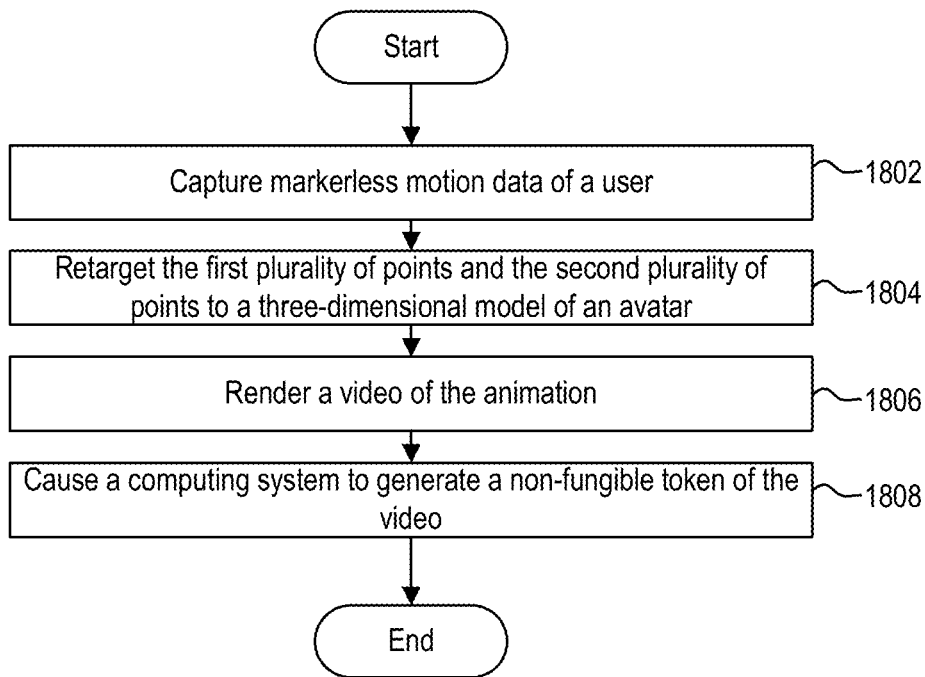 Start
Capture markerless motion data of a user
1802
Retarget the first plurality of points and the second plurality of
points to a three-dimensional model of an avatar
1804
Render a video of the animation
1806
Cause a computing system to generate a non-fungible token of the
video
1808
End